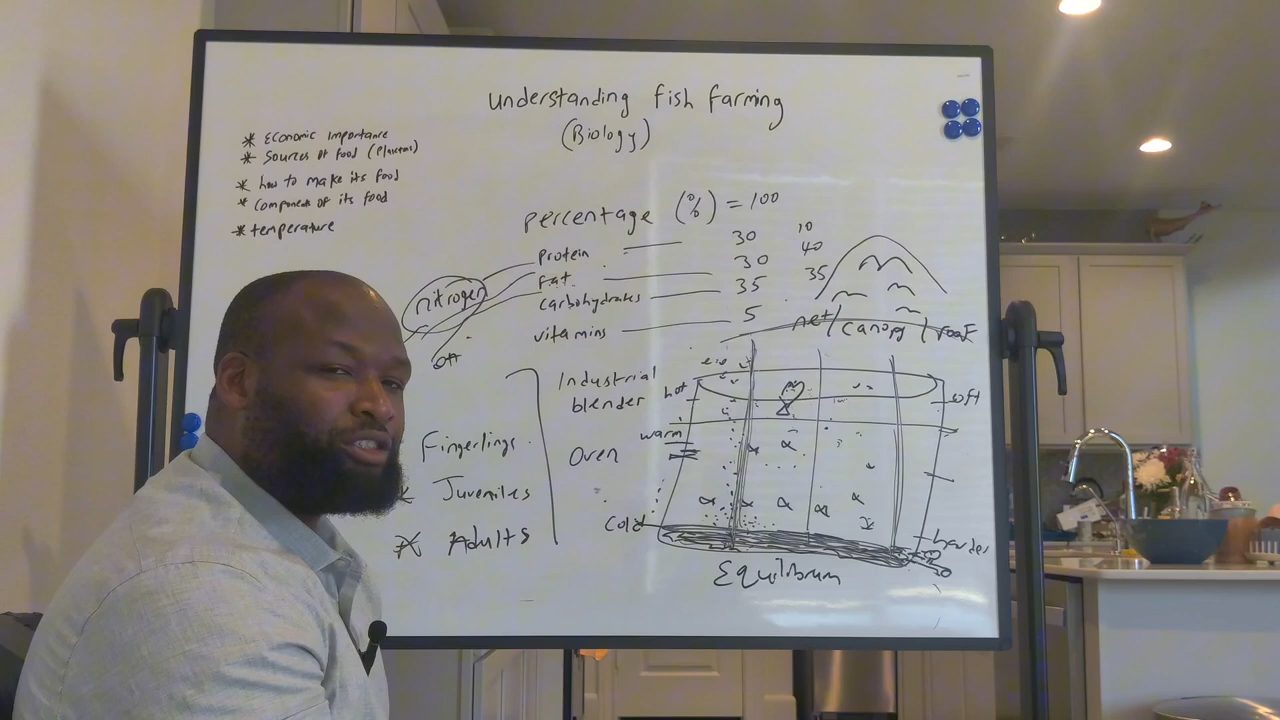 understanding fish farming
(Biology)
* Economic Importance
* Sources of food (Planktons)
* how to make its food
* Components of its food
* temperature
percentage (%) = 100
protein 30 10
fat 30 40
carbohydrates 35 35
vitamins 5
nitrogen
net / canopy / roof
Industrial
blender
Oven
Fingerlings
* Juveniles
* Adults
hot
warm
cold
soft
harder
Equilibrum